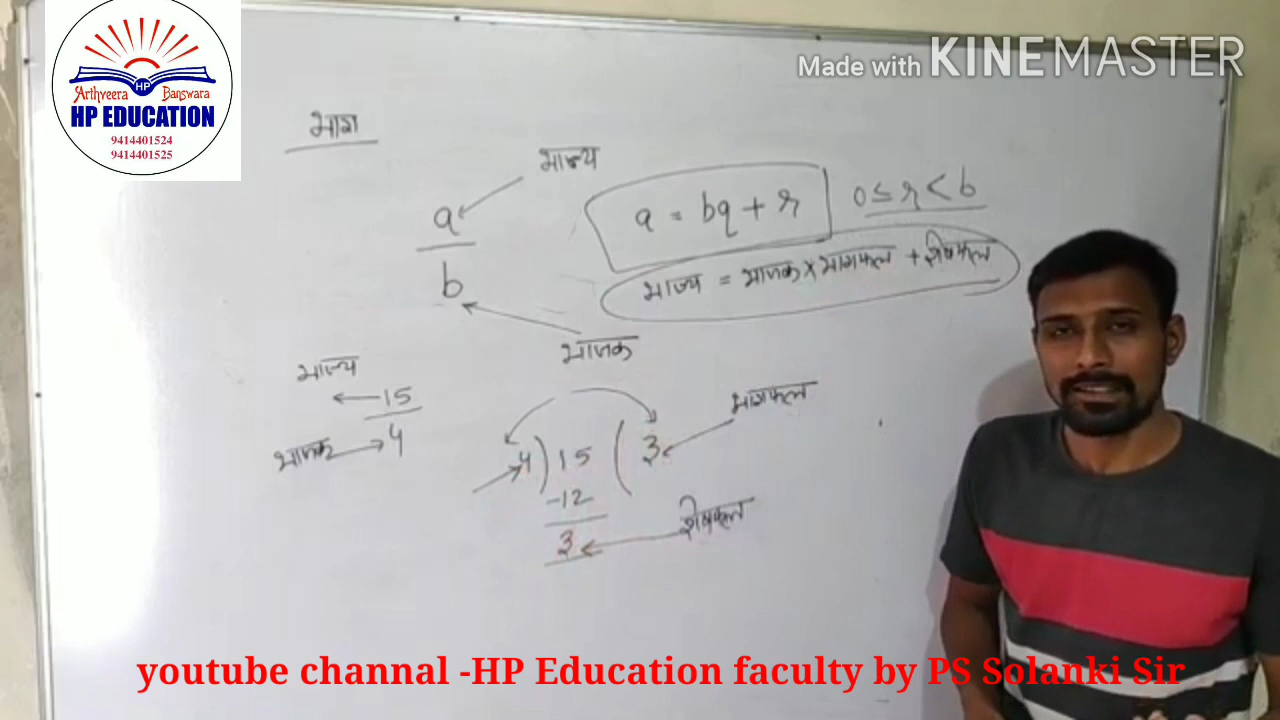 Made with KINEMASTER
Arthveera HP Banswara
HP EDUCATION
9414401524
9414401525
भाग
भाज्य
a
b
a = bq + r
0 ≤ r < b
भाज्य = भाजक × भागफल + शेषफल
भाजक
भाज्य
15
भाजक
4
भागफल
4) 15 ( 3
-12
3
शेषफल
youtube channal -HP Education faculty by PS Solanki Sir